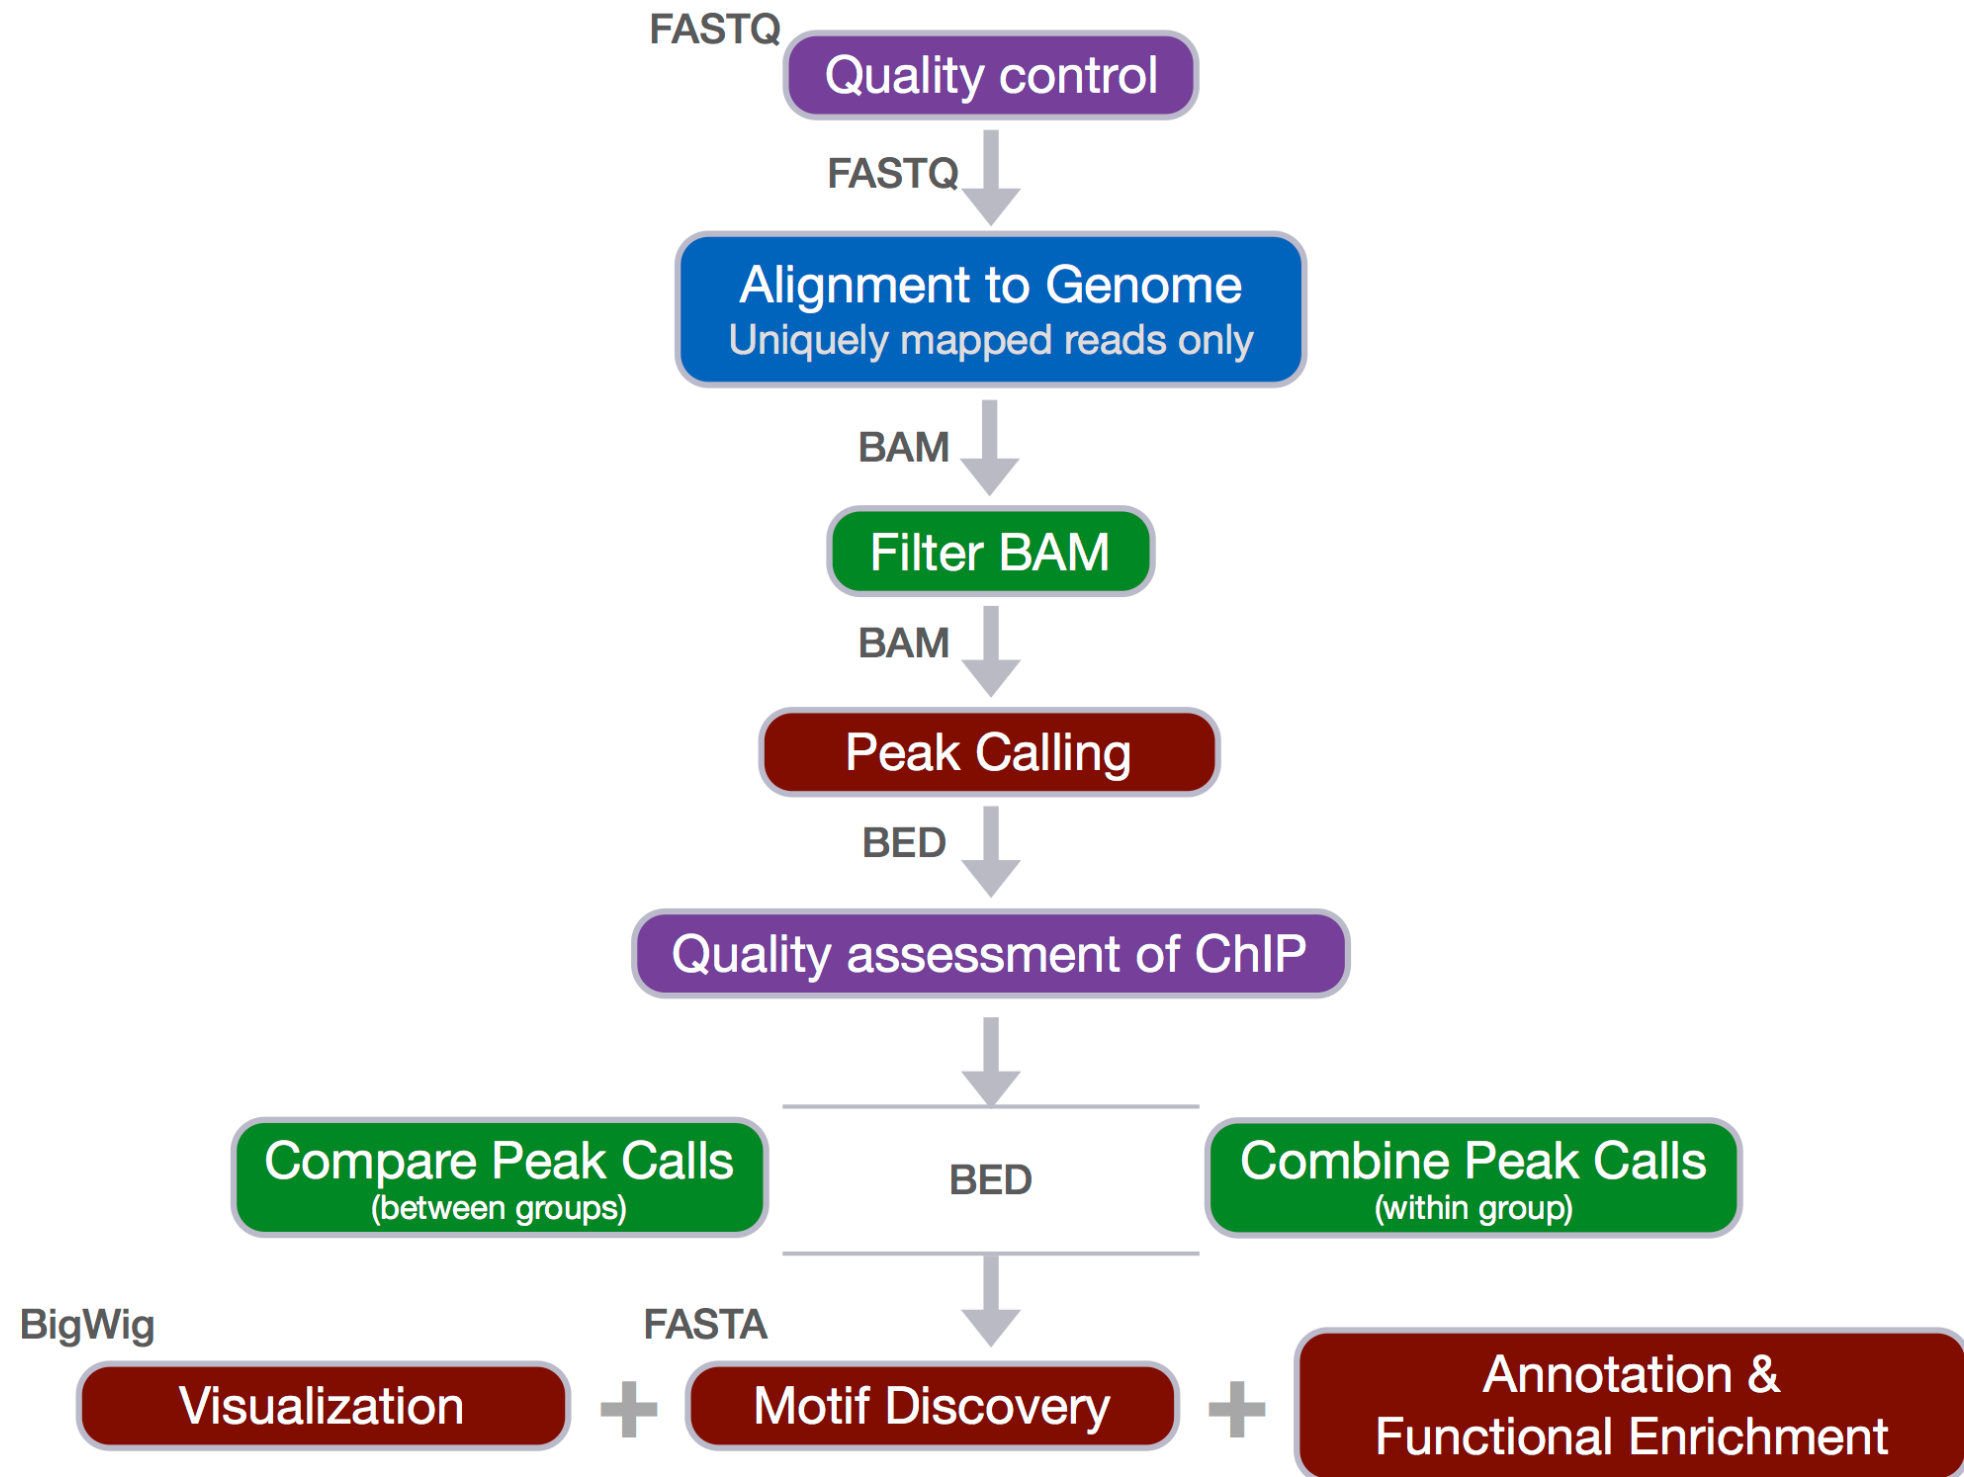 FASTQ
Quality control
FASTQ
Alignment to Genome
Uniquely mapped reads only
BAM
Filter BAM
BAM
Peak Calling
BED
Quality assessment of ChIP
Compare Peak Calls
(between groups)
BED
Combine Peak Calls
(within group)
BigWig
Visualization
+
FASTA
Motif Discovery
+
Annotation &
Functional Enrichment